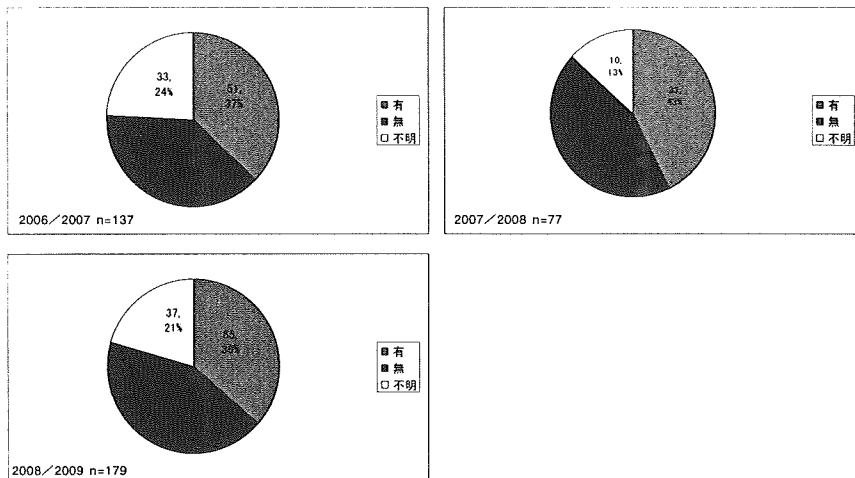 33,
24%
51,
37%
有
無
不明
2006／2007 n=137
10,
13%
有
無
不明
2007／2008 n=77
37,
21%
有
無
不明
2008／2009 n=179